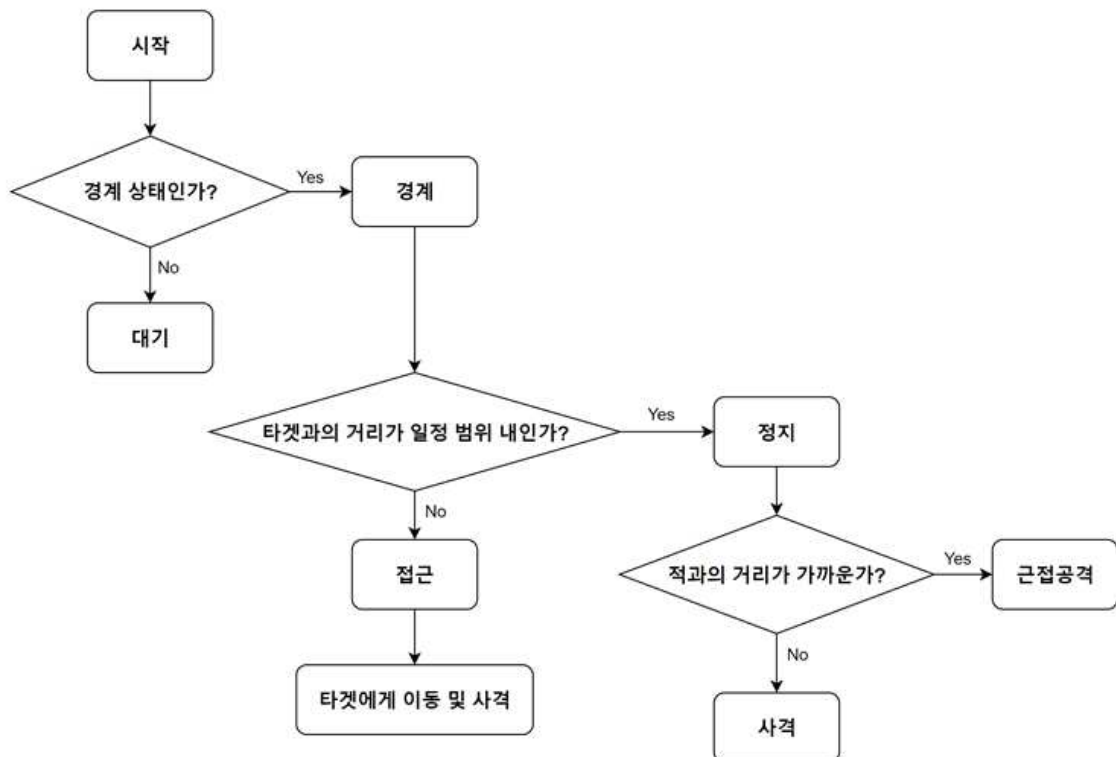 시작
경계 상태인가?
Yes
경계
No
대기
타겟과의 거리가 일정 범위 내인가?
Yes
정지
No
접근
적과의 거리가 가까운가?
Yes
근접공격
타겟에게 이동 및 사격
No
사격